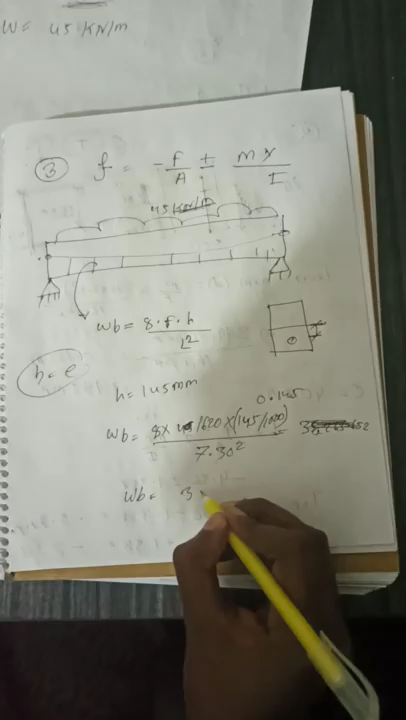 W = 45 KN/m
③ f = -F/A ± My/I
45 KN/m
wb = 8·F·h / L²
h = e
h = 145mm
0.145
wb = 8 × 1620 × (145/1000) / 7.30² =
wb = 3